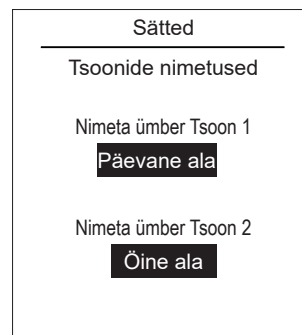 Sätted
Tsoonide nimetused
Nimeta ümber Tsoon 1
Päevane ala
Nimeta ümber Tsoon 2
Öine ala